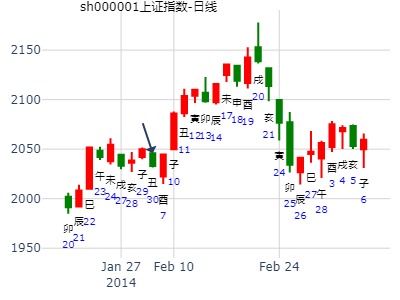 sh000001上证指数-日线
2150
2100
2050
2000
1950
卯
20
辰
21
巳
22
午
23
未
24
戌
27
亥
28
子
29
丑
30
酉
7
子
10
丑
11
寅
12
卯
13
辰
14
未
17
申
18
酉
19
戌
20
亥
21
寅
24
卯
25
辰
26
巳
27
午
28
酉
3
戌
4
亥
5
子
6
Jan 27
2014
Feb 10
Feb 24